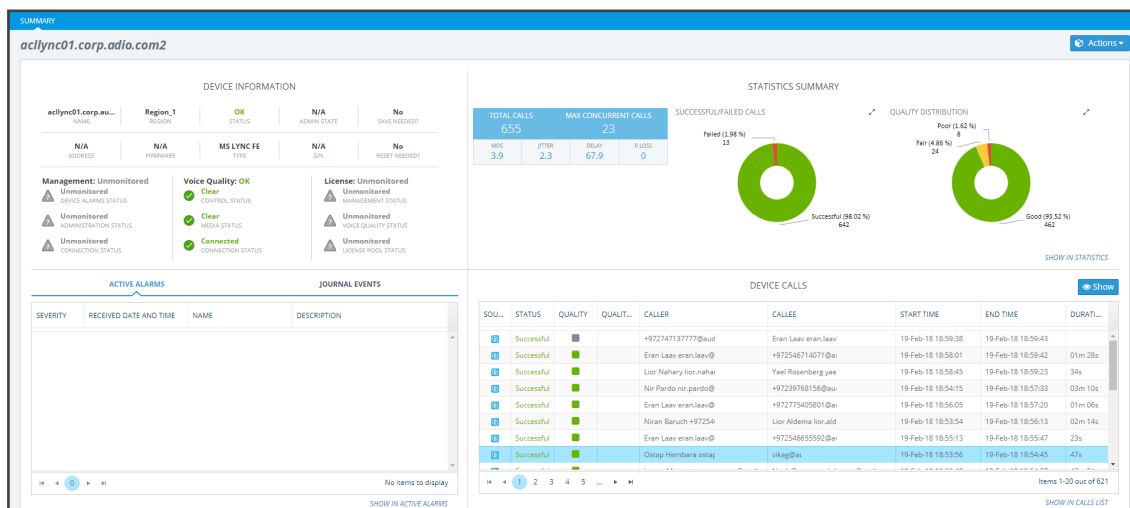 SUMMARY
acllync01.corp.adio.com2
Actions
DEVICE INFORMATION
acllync01.corp.au... Region_1 OK N/A No
NAME REGION STATUS ADMIN STATE SAVE NEEDED?
N/A N/A MS LYNC FE N/A No
ADDRESS FIRMWARE TYPE S/N RESET NEEDED?
Management: Unmonitored Voice Quality: OK License: Unmonitored
Unmonitored Clear Unmonitored
DEVICE ALARMS STATUS CONTROL STATUS MANAGEMENT STATUS
Unmonitored Clear Unmonitored
ADMINISTRATION STATUS MEDIA STATUS VOICE QUALITY STATUS
Unmonitored Connected Unmonitored
CONNECTION STATUS CONNECTION STATUS LICENSE POOL STATUS
STATISTICS SUMMARY
TOTAL CALLS MAX CONCURRENT CALLS
655 23
MOS JITTER DELAY P.LOSS
3.9 2.3 67.9 0
SUCCESSFUL/FAILED CALLS
Failed (1.98 %)
13
Successful (98.02 %)
642
QUALITY DISTRIBUTION
Poor (1.62 %)
8
Fair (4.86 %)
24
Good (93.52 %)
462
SHOW IN STATISTICS
ACTIVE ALARMS JOURNAL EVENTS
SEVERITY RECEIVED DATE AND TIME NAME DESCRIPTION
0 No items to display
SHOW IN ACTIVE ALARMS
DEVICE CALLS
Show
SOU... STATUS QUALITY QUALIT... CALLER CALLEE START TIME END TIME DURATI...
Successful +972747137777@aud Eran Laav eran.laav 19-Feb-18 18:59:38 19-Feb-18 18:59:43
Successful Eran Laav eran.laav@ +972546714071@a 19-Feb-18 18:58:01 19-Feb-18 18:59:42 01m 28s
Successful Lior Nahary lior.nahar 19-Feb-18 18:58:45 Yael Rosenberg yae 19-Feb-18 18:59:23 34s
Successful Nir Pardo nir.pardo@ +97239768156@au 19-Feb-18 18:54:15 19-Feb-18 18:57:33 03m 10s
Successful Eran Laav eran.laav@ +972775405801@a 19-Feb-18 18:56:05 19-Feb-18 18:57:20 01m 06s
Successful Niran Baruch +97254 Lior Aldema lior.ald 19-Feb-18 18:53:54 19-Feb-18 18:56:13 02m 14s
Successful Eran Laav eran.laav@ +972546655592@a 19-Feb-18 18:55:13 19-Feb-18 18:55:47 23s
Successful Ostap Hembara ostap vikag@au 19-Feb-18 18:53:56 19-Feb-18 18:54:45 47s
1 2 3 4 5 ... Items 1-20 out of 621
SHOW IN CALLS LIST